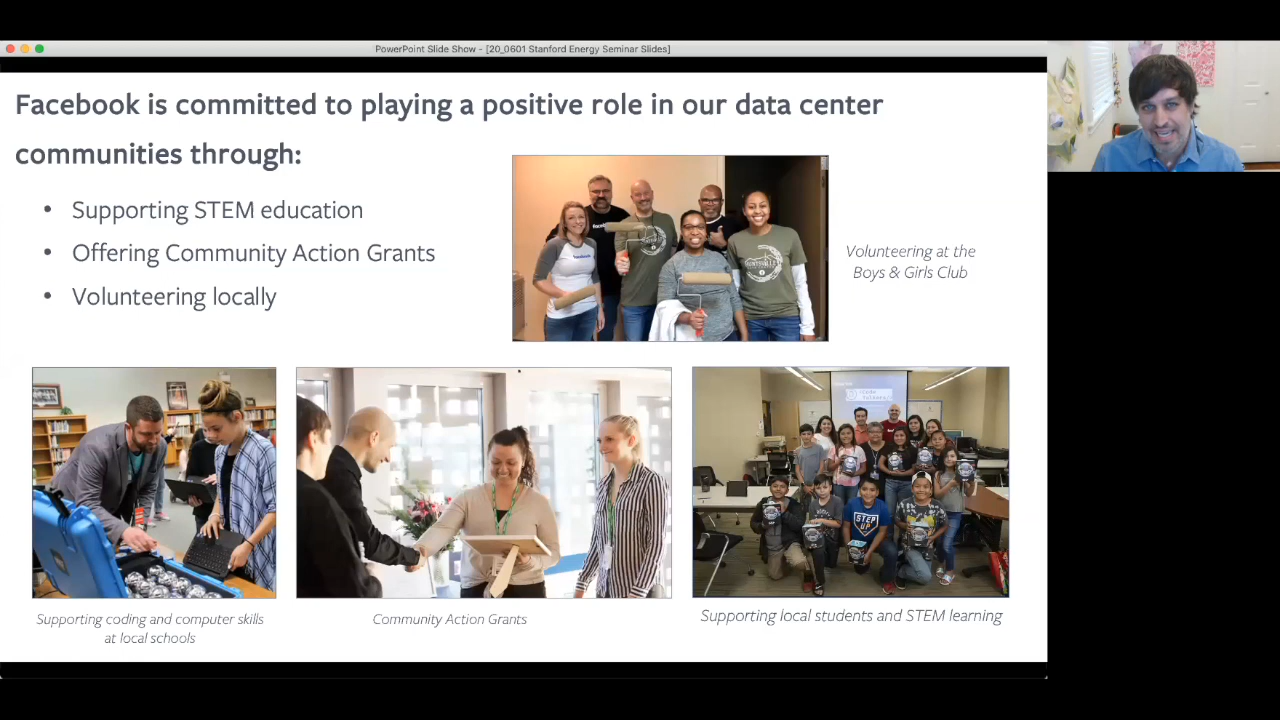 PowerPoint Slide Show - [20_0601 Stanford Energy Seminar Slides]
Facebook is committed to playing a positive role in our data center
communities through:
• Supporting STEM education
• Offering Community Action Grants
• Volunteering locally
Volunteering at the
Boys & Girls Club
STEP
UP
Supporting coding and computer skills
at local schools
Community Action Grants
Supporting local students and STEM learning